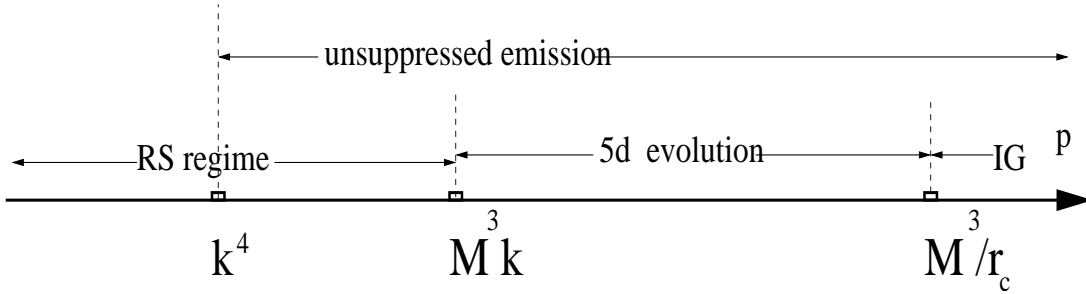 unsuppressed emission
RS regime 5d evolution IG p
k^4 M^3 k M^3/r_c